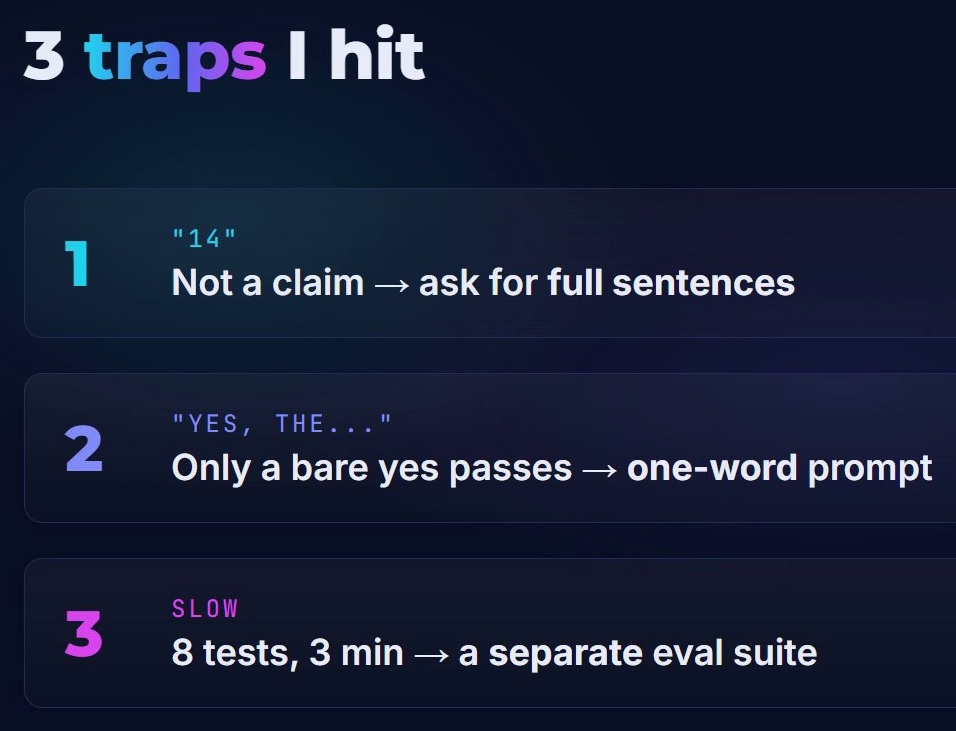 3 traps I hit
1
"14"
Not a claim → ask for full sentences
2
"YES, THE..."
Only a bare yes passes → one-word prompt
3
SLOW
8 tests, 3 min → a separate eval suite